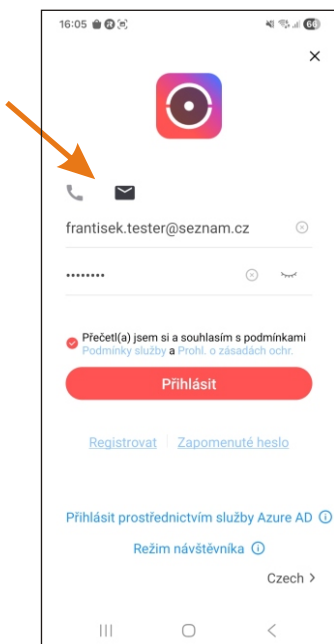 16:05
60
frantisek.tester@seznam.cz
Přečetl(a) jsem si a souhlasím s podmínkami
Podmínky služby a Prohl. o zásadách ochr.
Přihlásit
Registrovat Zapomenuté heslo
Přihlásit prostřednictvím služby Azure AD
Režim návštěvníka
Czech >